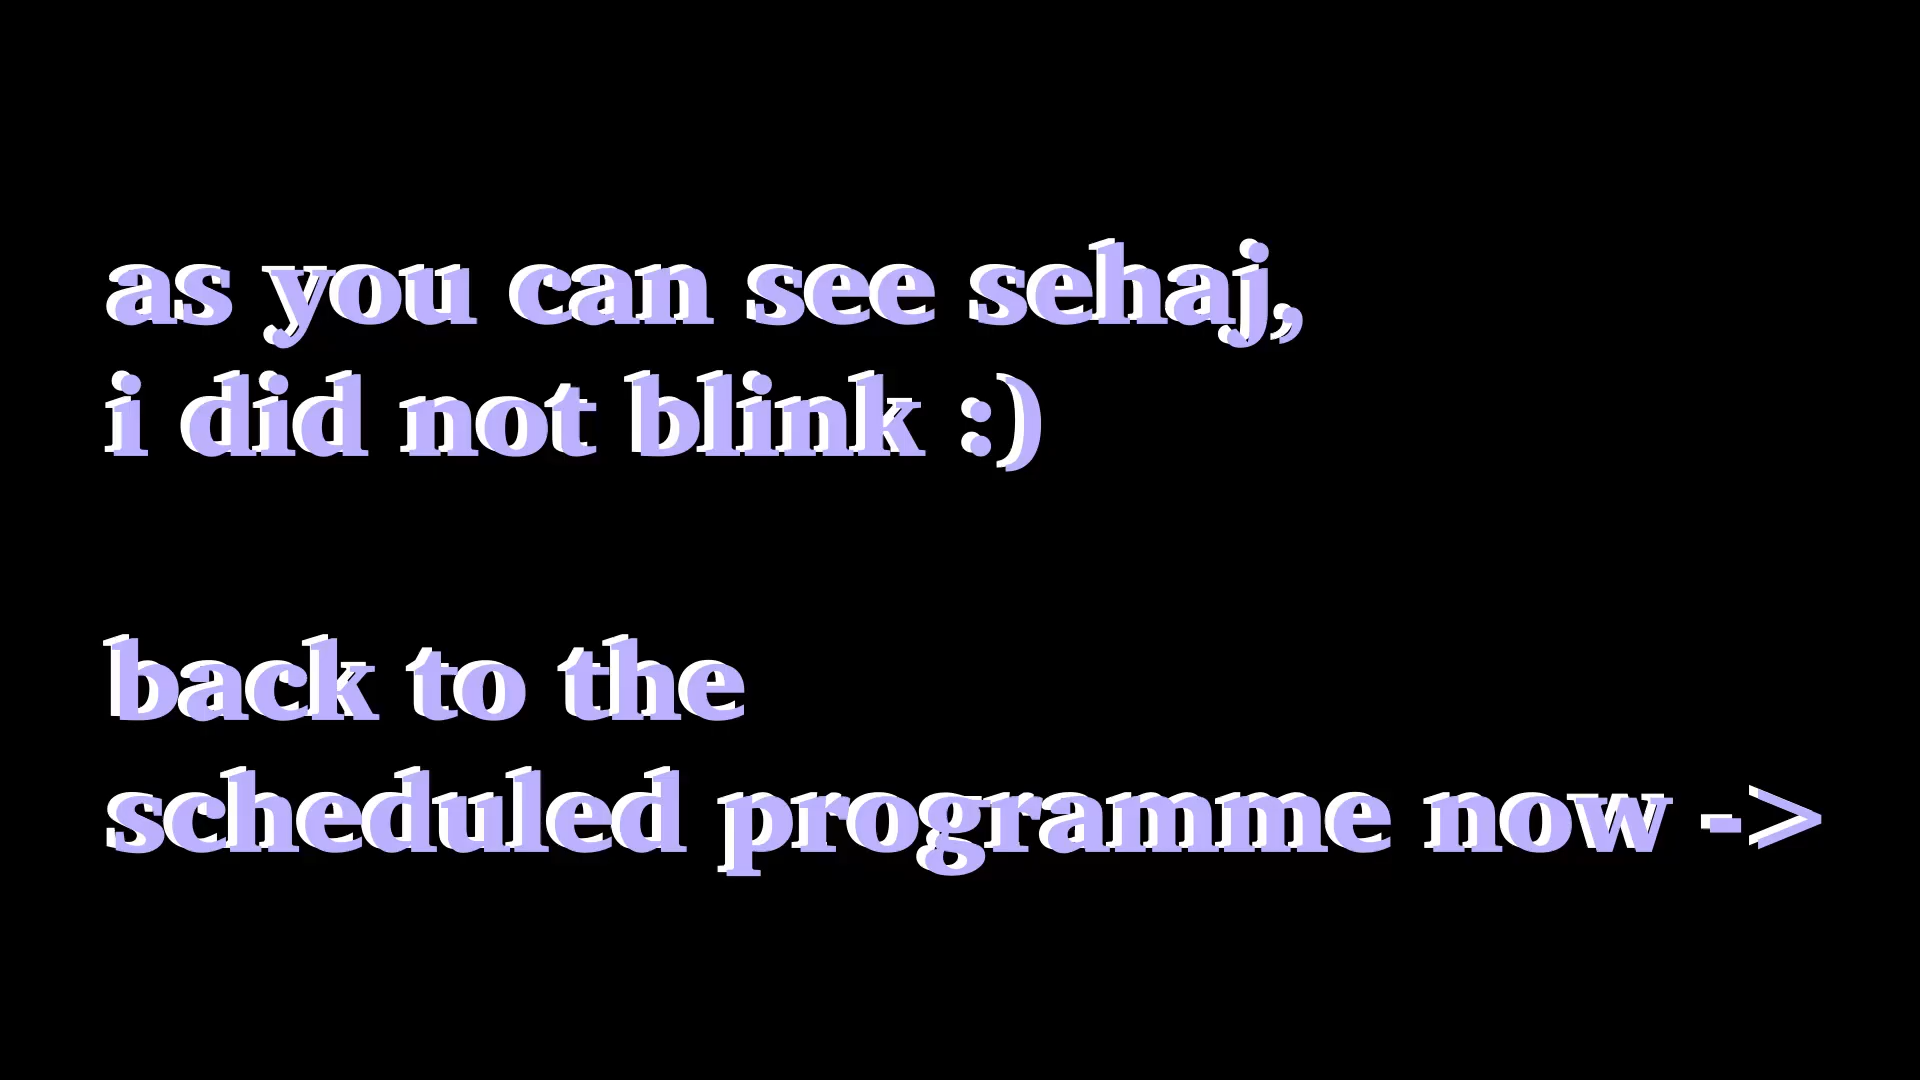 as you can see sehaj,
i did not blink :)
back to the
scheduled programme now ->